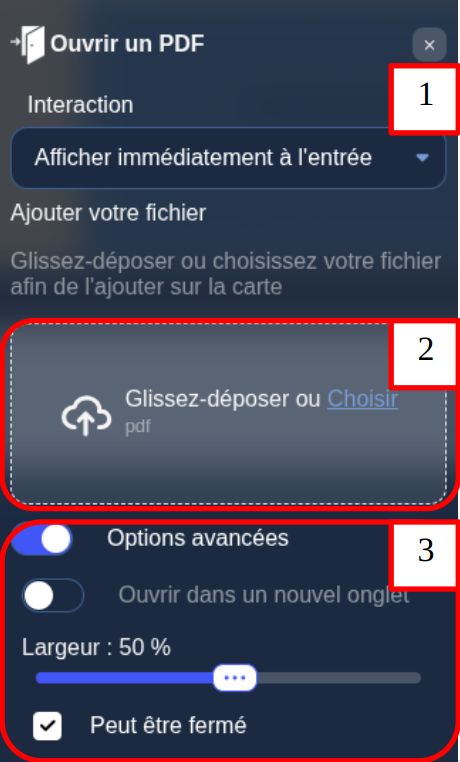 Ouvrir un PDF
×
1
Interaction
Afficher immédiatement à l'entrée
Ajouter votre fichier
Glissez-déposer ou choisissez votre fichier
afin de l'ajouter sur la carte
2
Glissez-déposer ou Choisir
pdf
3
Options avancées
Ouvrir dans un nouvel onglet
Largeur : 50 %
Peut être fermé